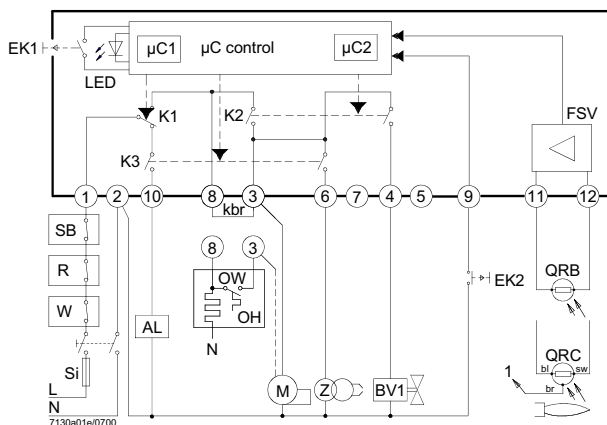 µC1
µC control
µC2
EK1
LED
FSV
K1
K2
K3
1
2
10
8
3
6
7
4
5
9
11
12
kbr
SB
8
3
QRB
R
OW
EK2
W
AL
OH
N
QRC
Si
bl
sw
1
br
L
M
Z
BV1
N
7130a01e/0700